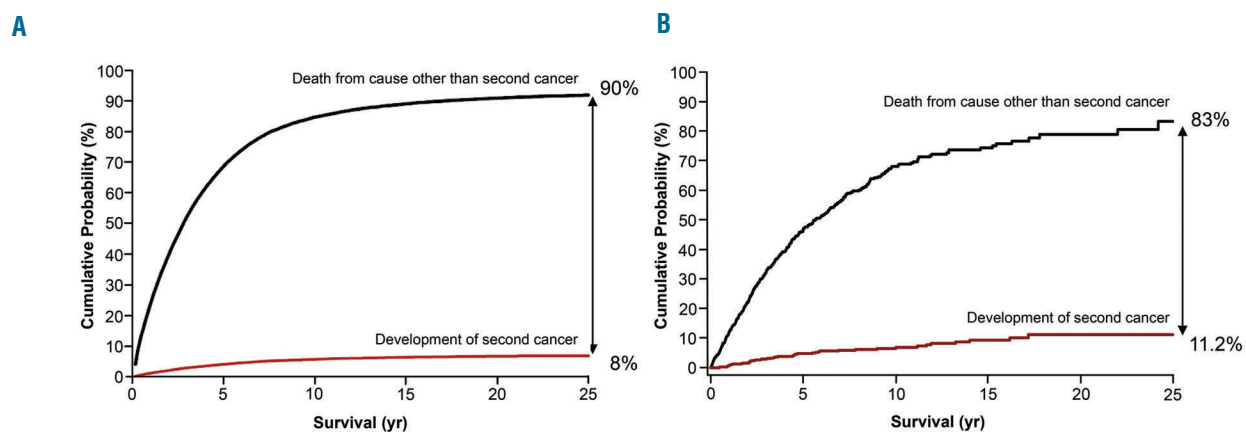 A
Cumulative Probability (%)
100
90
80
70
60
50
40
30
20
10
0
Death from cause other than second cancer
90%
Development of second cancer
8%
0 5 10 15 20 25
Survival (yr)
B
Cumulative Probability (%)
100
90
80
70
60
50
40
30
20
10
0
Death from cause other than second cancer
83%
Development of second cancer
11.2%
0 5 10 15 20 25
Survival (yr)